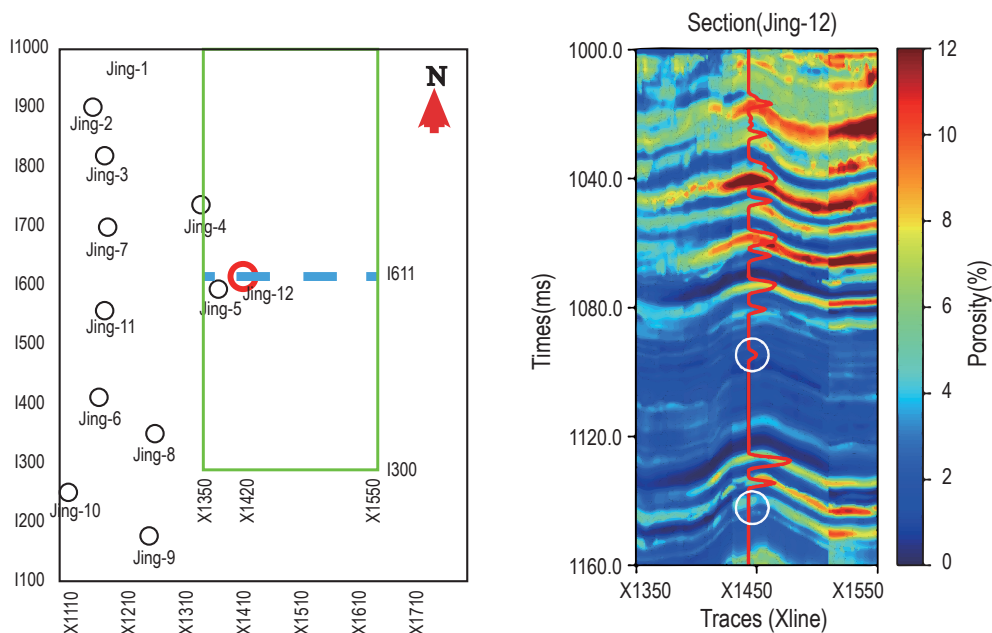 Section(Jing-12)
I1000
I900
I800
I700
I600
I500
I400
I300
I200
I100
Jing-1
Jing-2
Jing-3
Jing-4
Jing-7
Jing-5
Jing-12
Jing-11
Jing-6
Jing-8
Jing-10
Jing-9
N
I611
I300
X1350
X1420
X1550
X1110
X1210
X1310
X1410
X1510
X1610
X1710
Times(ms)
1000.0
1040.0
1080.0
1120.0
1160.0
X1350
X1450
X1550
Traces (Xline)
12
10
8
6
4
2
0
Porosity(%)